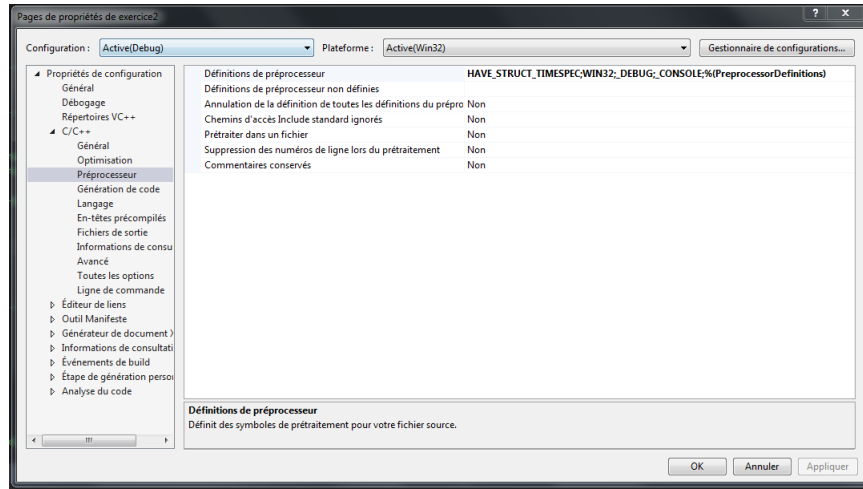 Pages de propriétés de exercice2
Configuration : Active(Debug) Plateforme : Active(Win32) Gestionnaire de configurations...
Propriétés de configuration
Général
Débogage
Répertoires VC++
C/C++
Général
Optimisation
Préprocesseur
Génération de code
Langage
En-têtes précompilés
Fichiers de sortie
Informations de consu
Avancé
Toutes les options
Ligne de commande
Éditeur de liens
Outil Manifeste
Générateur de document X
Informations de consultati
Événements de build
Étape de génération person
Analyse du code
Définitions de préprocesseur HAVE_STRUCT_TIMESPEC;WIN32;_DEBUG;_CONSOLE;%(PreprocessorDefinitions)
Définitions de préprocesseur non définies
Annulation de la définition de toutes les définitions du prépro Non
Chemins d'accès Include standard ignorés Non
Prétraiter dans un fichier Non
Suppression des numéros de ligne lors du prétraitement Non
Commentaires conservés Non
Définitions de préprocesseur
Définit des symboles de prétraitement pour votre fichier source.
OK Annuler Appliquer